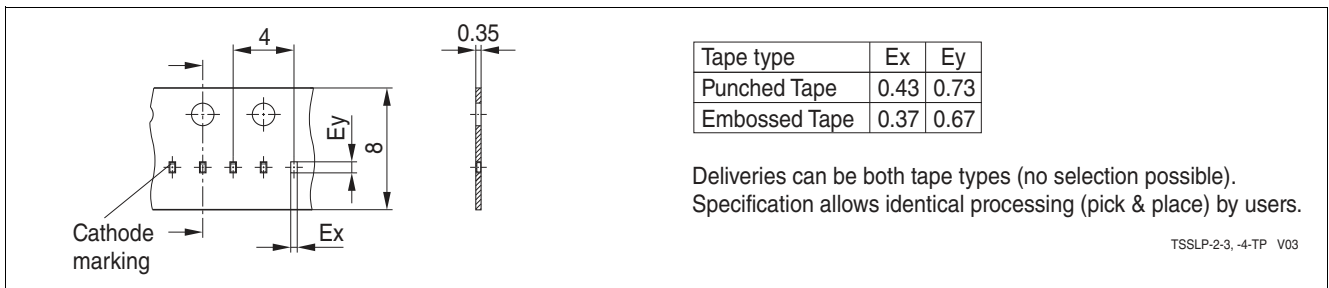 4
0.35
Ey
8
Cathode
marking
Ex
Tape type Ex Ey
Punched Tape 0.43 0.73
Embossed Tape 0.37 0.67
Deliveries can be both tape types (no selection possible).
Specification allows identical processing (pick & place) by users.
TSSLP-2-3, -4-TP V03